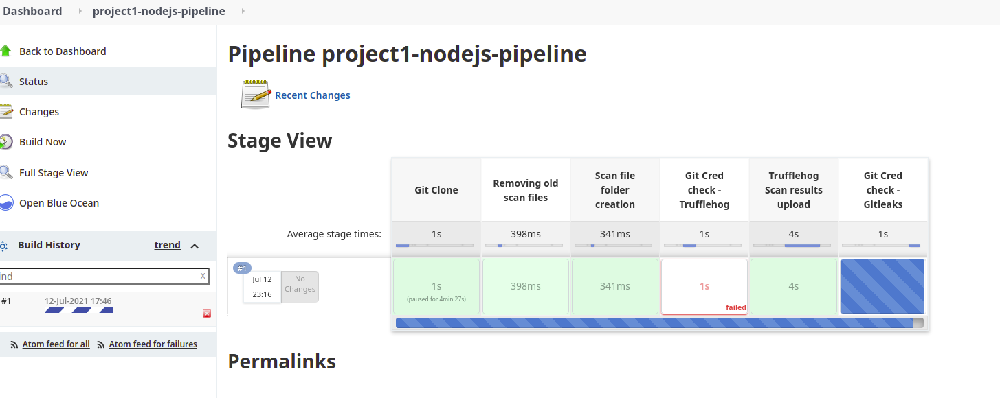 Dashboard project1-nodejs-pipeline
Back to Dashboard
Status
Changes
Build Now
Full Stage View
Open Blue Ocean
Build History trend
ind x
#1 12-Jul-2021 17:46
Atom feed for all Atom feed for failures
Pipeline project1-nodejs-pipeline
Recent Changes
Stage View
Git Clone
Removing old
scan files
Scan file
folder
creation
Git Cred
check -
Trufflehog
Trufflehog
Scan results
upload
Git Cred
check -
Gitleaks
Average stage times: 1s 398ms 341ms 1s 4s 1s
#1
Jul 12
23:16
No
Changes
1s
(paused for 4min 27s)
398ms
341ms
1s
failed
4s
Permalinks